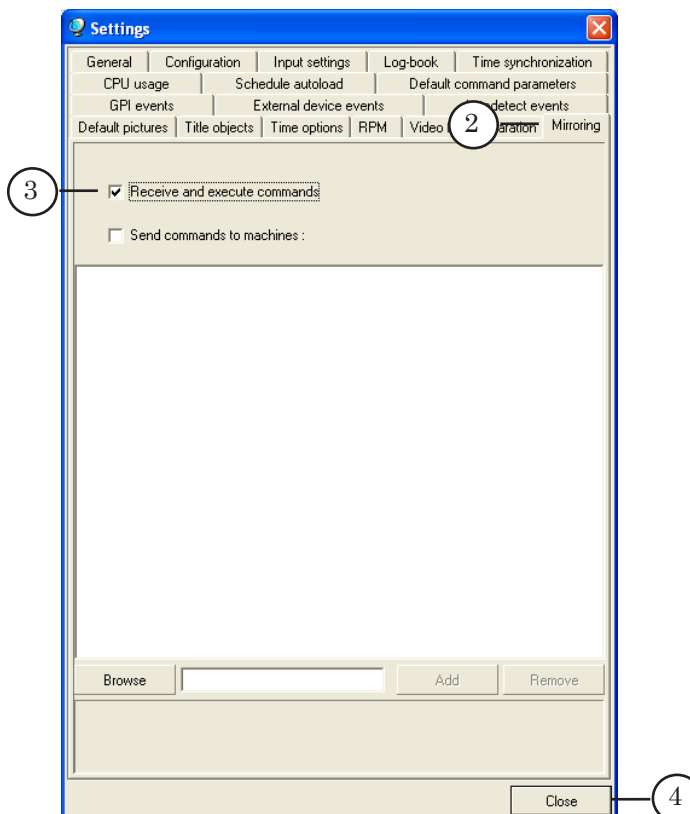 Settings
General Configuration Input settings Log-book Time synchronization
CPU usage Schedule autoload Default command parameters
GPI events External device events detect events
Default pictures Title objects Time options RPM Video 2 Mirroring
3 Receive and execute commands
Send commands to machines :
Browse Add Remove
Close 4